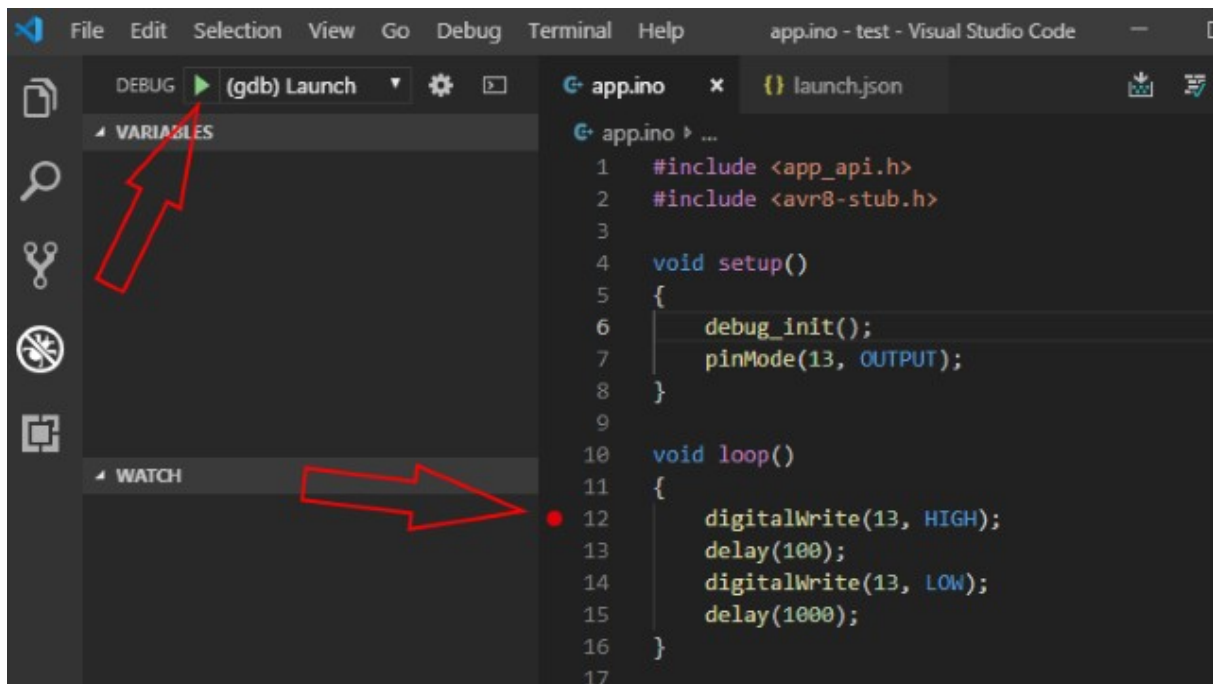 File Edit Selection View Go Debug Terminal Help app.ino - test - Visual Studio Code
DEBUG (gdb) Launch
VARIABLES
WATCH
app.ino launch.json
app.ino ...
1 #include <app_api.h>
2 #include <avr8-stub.h>
3
4 void setup()
5 {
6 debug_init();
7 pinMode(13, OUTPUT);
8 }
9
10 void loop()
11 {
12 digitalWrite(13, HIGH);
13 delay(100);
14 digitalWrite(13, LOW);
15 delay(1000);
16 }
17